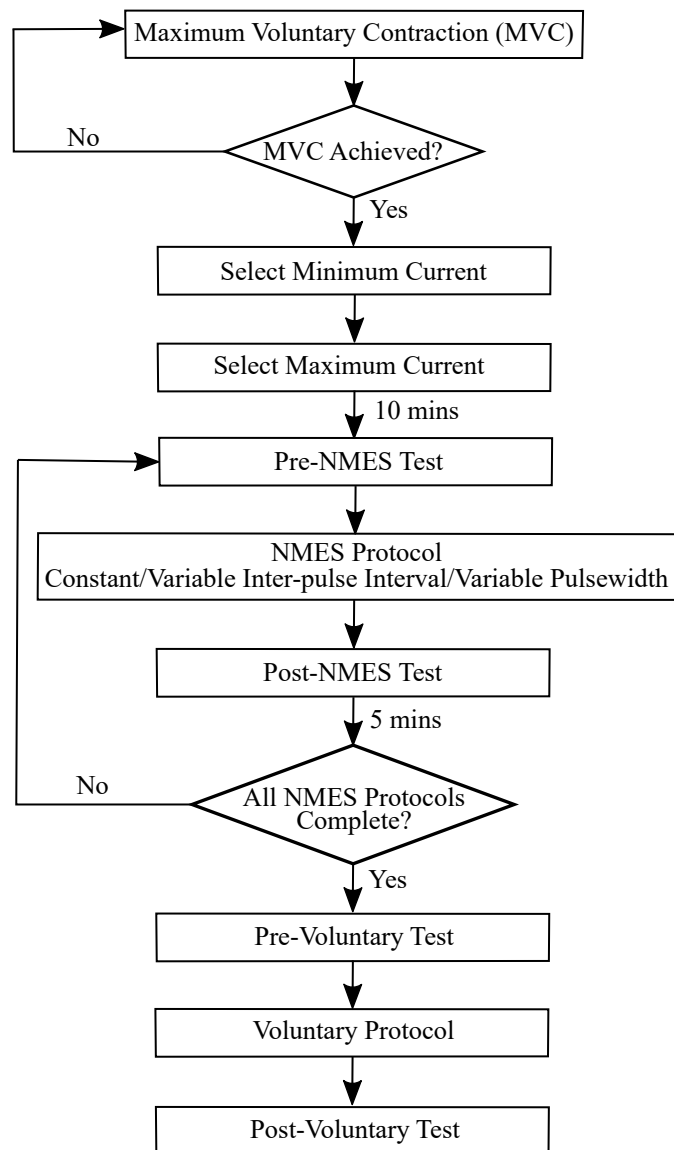 Maximum Voluntary Contraction (MVC)
No
MVC Achieved?
Yes
Select Minimum Current
Select Maximum Current
10 mins
Pre-NMES Test
NMES Protocol
Constant/Variable Inter-pulse Interval/Variable Pulsewidth
Post-NMES Test
5 mins
No
All NMES Protocols
Complete?
Yes
Pre-Voluntary Test
Voluntary Protocol
Post-Voluntary Test